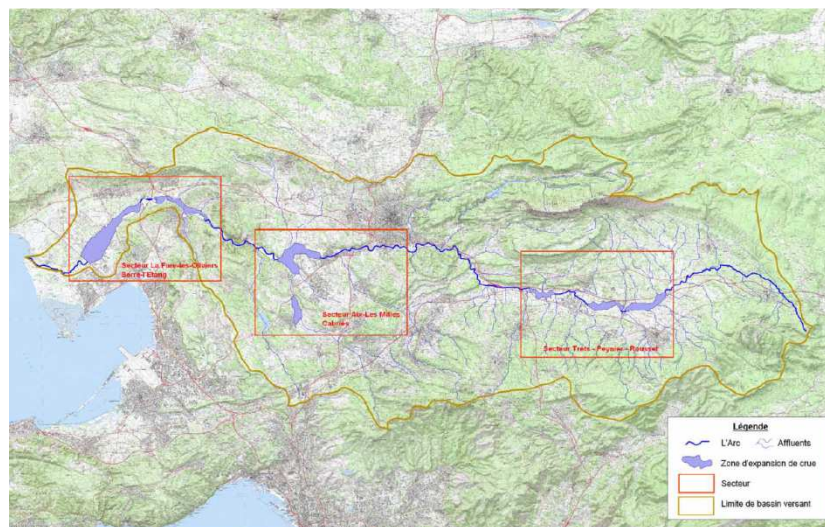 Secteur La Fare-les-Oliviers
Berre-l'Etang
Secteur Aix-Les Milles
Cabriès
Secteur Trets - Peynier - Rousset
Légende
L'Arc
Affluents
Zone d'expansion de crue
Secteur
Limite de bassin versant